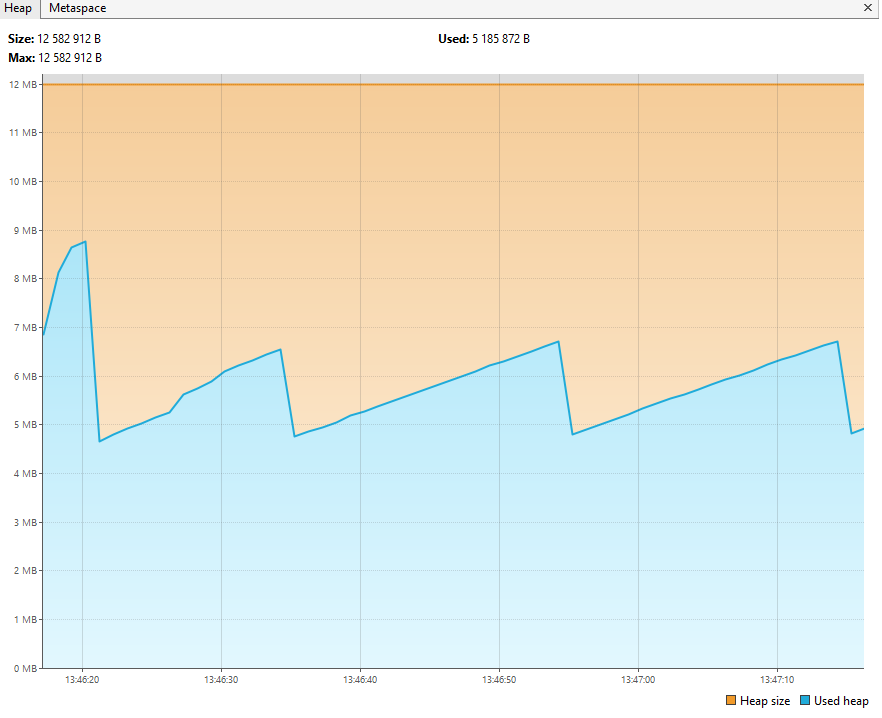 Heap Metaspace
Size: 12 582 912 B Used: 5 185 872 B
Max: 12 582 912 B
12 MB
11 MB
10 MB
9 MB
8 MB
7 MB
6 MB
5 MB
4 MB
3 MB
2 MB
1 MB
0 MB
13:46:20 13:46:30 13:46:40 13:46:50 13:47:00 13:47:10
Heap size Used heap